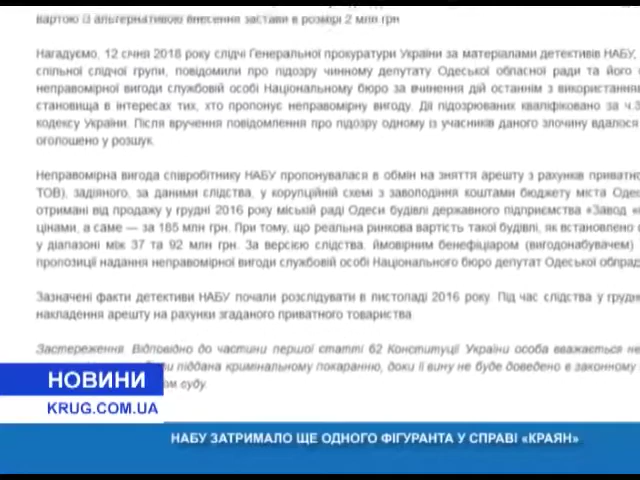 вартою із альтернативою внесення застави в розмірі 2 млн грн
Нагадуємо, 12 січня 2018 року слідчі Генеральної прокуратури України за матеріалами детективів НАБУ,
спільної слідчої групи, повідомили про підозру чинному депутату Одеської обласної ради та його
неправомірної вигоди службовій особі Національному бюро за вчинення дій останнім з використанням
становища в інтересах тих, хто пропонує неправомірну вигоду. Дії підозрюваних кваліфіковано за ч.3
кодексу України. Після вручення повідомлення про підозру одному із учасників даного злочину вдалося
оголошено у розшук.
Неправомірна вигода співробітнику НАБУ пропонувалася в обмін на зняття арешту з рахунків приватно
ТОВ), задіяного, за даними слідства, у корупційній схемі з заволодіння коштами бюджету міста Одес
отримані від продажу у грудні 2016 року міській раді Одеси будівлі державного підприємства «Завод
цінами, а саме — за 185 млн грн. При тому, що реальна ринкова вартість такої будівлі, як встановлено
у діапазоні між 37 та 92 млн грн. За версією слідства, ймовірним бенефіціаром (вигодонабувачем)
пропозиції надання неправомірної вигоди службовій особі Національного бюро депутат Одеської облрад
Зазначені факти детективи НАБУ почали розслідувати в листопаді 2016 року. Під час слідства у грудн
накладення арешту на рахунки згаданого приватного товариства
Застереження. Відповідно до частини першої статті 62 Конституції України особа вважається не
піддана кримінальному покаранню, доки її вину не буде доведено в законному
суду.
НОВИНИ
KRUG.COM.UA
НАБУ ЗАТРИМАЛО ЩЕ ОДНОГО ФІГУРАНТА У СПРАВІ «КРАЯН»